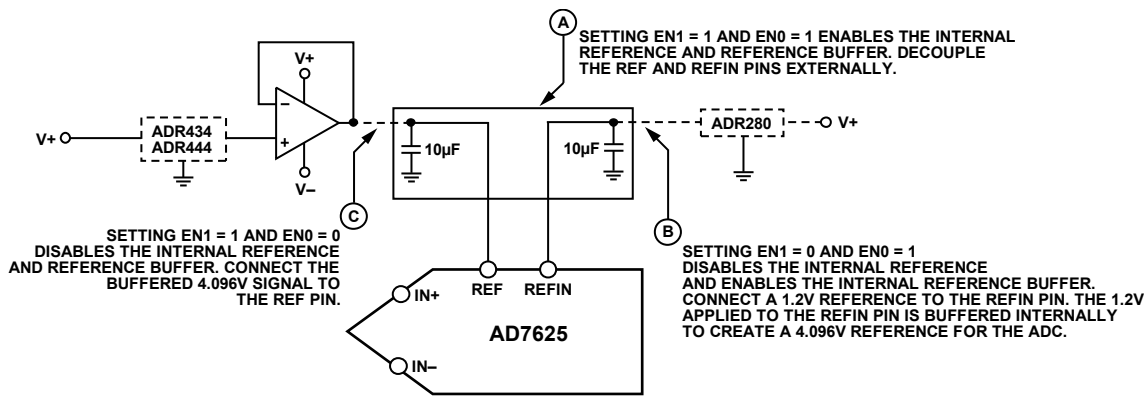 A
SETTING EN1 = 1 AND EN0 = 1 ENABLES THE INTERNAL
REFERENCE AND REFERENCE BUFFER. DECOUPLE
THE REF AND REFIN PINS EXTERNALLY.
V+
V+
ADR434
ADR444
–
+
V–
10µF
10µF
ADR280
V+
C
B
SETTING EN1 = 1 AND EN0 = 0
DISABLES THE INTERNAL REFERENCE
AND REFERENCE BUFFER. CONNECT THE
BUFFERED 4.096V SIGNAL TO
THE REF PIN.
SETTING EN1 = 0 AND EN0 = 1
DISABLES THE INTERNAL REFERENCE
AND ENABLES THE INTERNAL REFERENCE BUFFER.
CONNECT A 1.2V REFERENCE TO THE REFIN PIN. THE 1.2V
APPLIED TO THE REFIN PIN IS BUFFERED INTERNALLY
TO CREATE A 4.096V REFERENCE FOR THE ADC.
REF
REFIN
IN+
AD7625
IN–